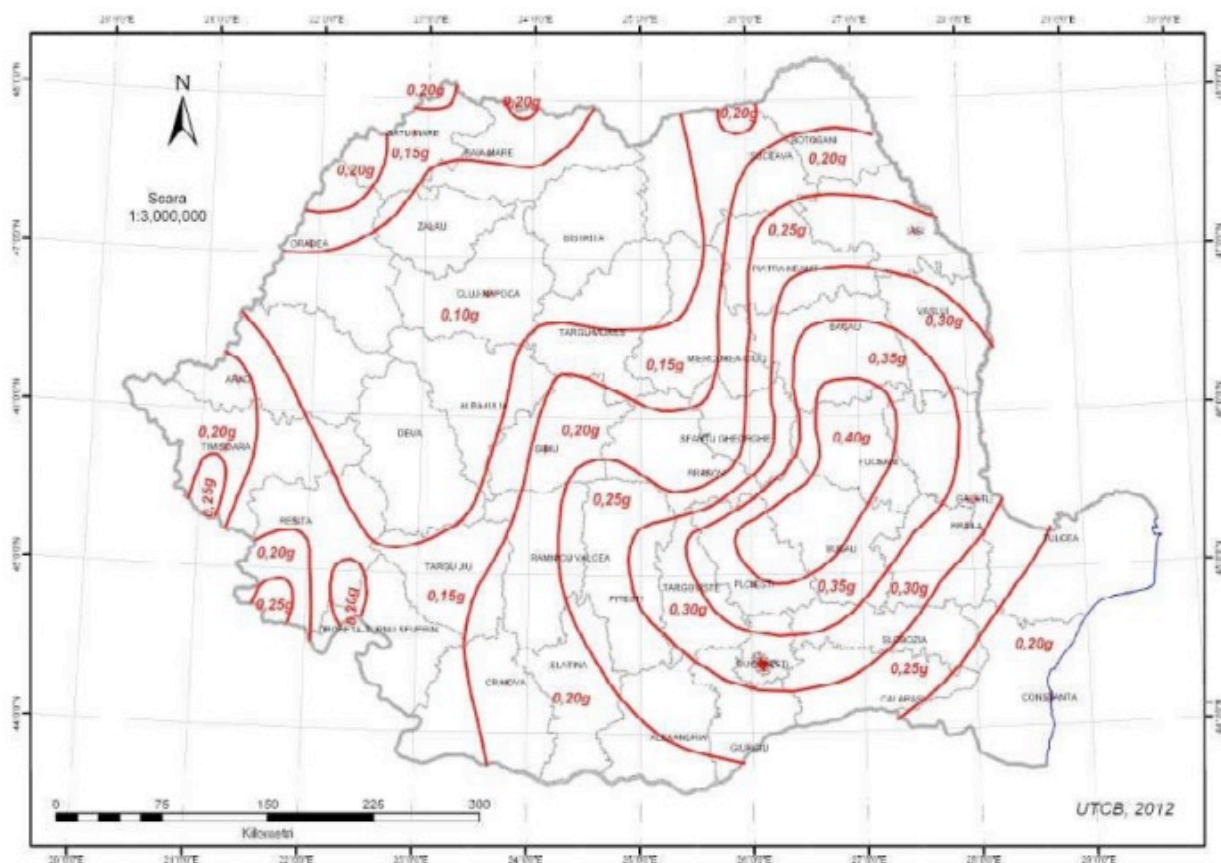 N
Scara
1:3,000,000
0,20g
0,20g
0,20g
SATU MARE
0,15g
BAIA MARE
0,20g
BOTOSANI
SUCEAVA
0,20g
ZALAU
BISTRITA
ORADEA
0,25g
IASI
PIATRA NEAMT
CLUJ-NAPOCA
0,10g
TARGU MURES
VASLUI
0,30g
BACAU
0,15g
MIERCUREA CIUC
0,35g
ARAD
ALBA IULIA
DEVA
0,20g
TIMISOARA
0,20g
SIBIU
SFANTU GHEORGHE
0,40g
FOCSANI
BRASOV
0,25g
0,25g
RESITA
GALATI
BRAILA
TULCEA
0,20g
RAMNICU VALCEA
BUZAU
TARGU JIU
0,15g
PITESTI
TARGOVISTE
PLOIESTI
0,35g
0,30g
0,25g
0,30g
DROBETA-TURNU SEVERIN
SLOBOZIA
0,20g
SLATINA
BUCURESTI
0,25g
CRAIOVA
0,20g
CALARASI
CONSTANTA
ALEXANDRIA
GIURGIU
0 75 150 225 300
Kilometri
UTCB, 2012